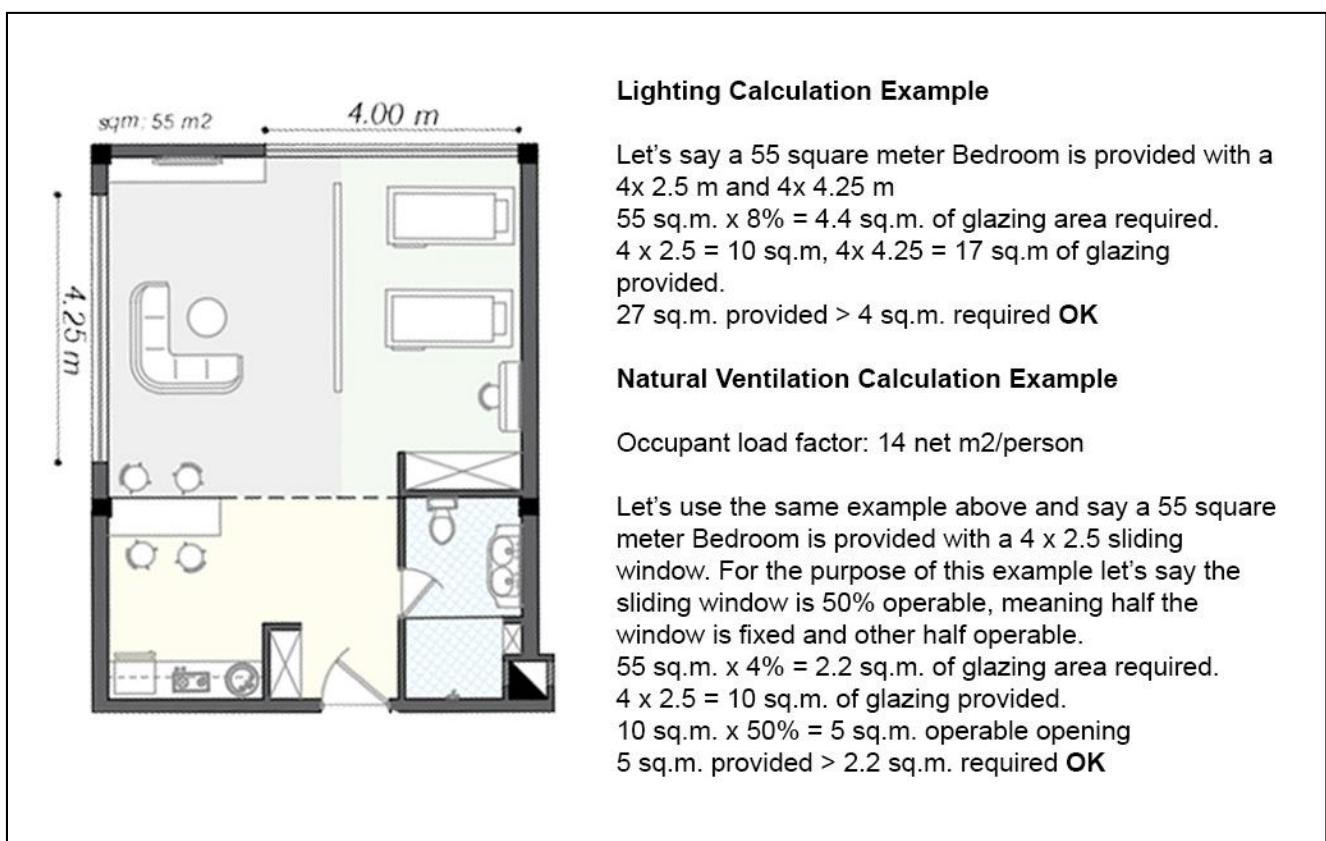 sqm: 55 m2
4.00 m
4.25 m
Lighting Calculation Example
Let’s say a 55 square meter Bedroom is provided with a
4x 2.5 m and 4x 4.25 m
55 sq.m. x 8% = 4.4 sq.m. of glazing area required.
4 x 2.5 = 10 sq.m, 4x 4.25 = 17 sq.m of glazing
provided.
27 sq.m. provided > 4 sq.m. required OK
Natural Ventilation Calculation Example
Occupant load factor: 14 net m2/person
Let’s use the same example above and say a 55 square
meter Bedroom is provided with a 4 x 2.5 sliding
window. For the purpose of this example let’s say the
sliding window is 50% operable, meaning half the
window is fixed and other half operable.
55 sq.m. x 4% = 2.2 sq.m. of glazing area required.
4 x 2.5 = 10 sq.m. of glazing provided.
10 sq.m. x 50% = 5 sq.m. operable opening
5 sq.m. provided > 2.2 sq.m. required OK